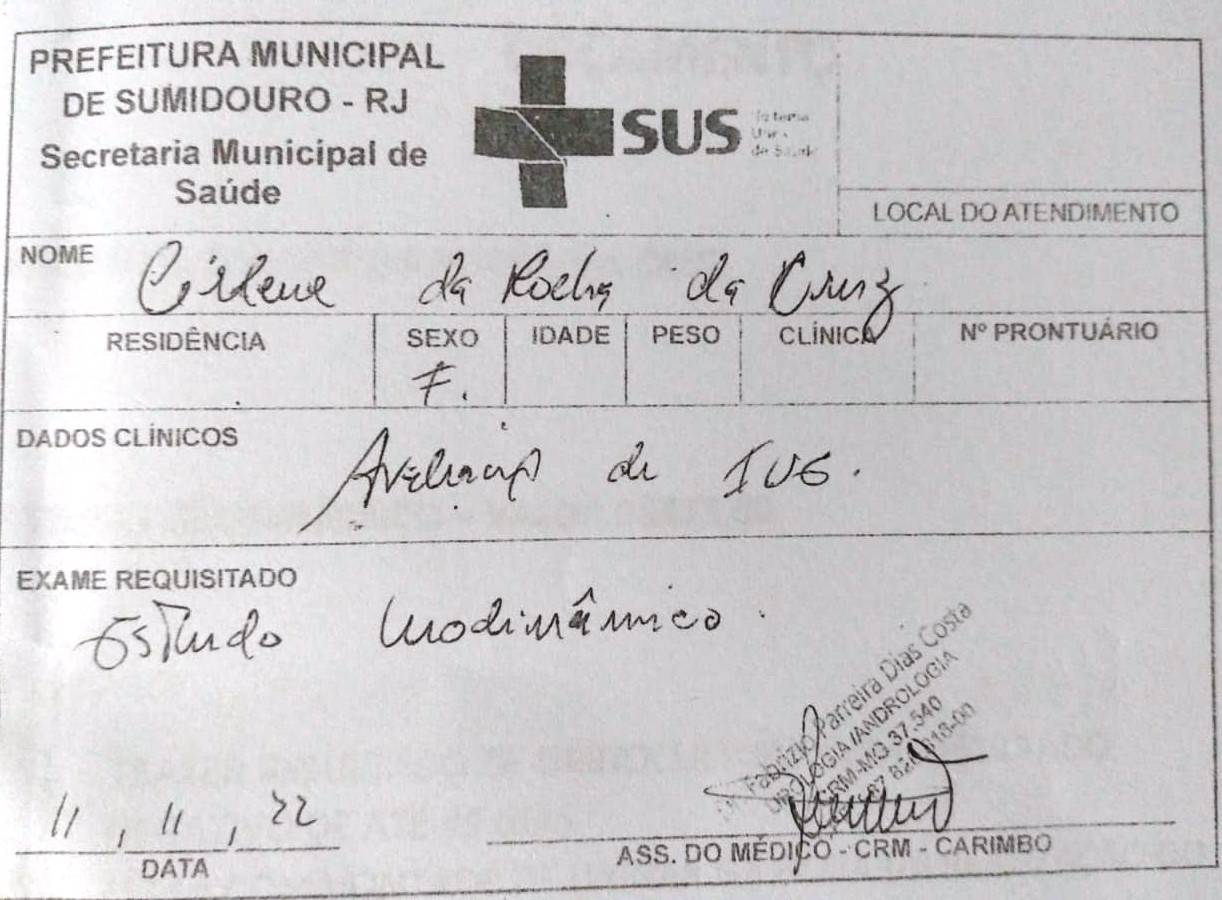 PREFEITURA MUNICIPAL
DE SUMIDOURO - RJ
Secretaria Municipal de
Saúde
SUS
LOCAL DO ATENDIMENTO
NOME
da Rocha da Cruz
RESIDÊNCIA SEXO IDADE PESO CLÍNICA Nº PRONTUÁRIO
F.
DADOS CLÍNICOS
Avaliação de IUE.
EXAME REQUISITADO
Estudo Urodinâmico.
Dr. Fabrizio Parreira Dias Costa
UROLOGIA/ANDROLOGIA
CRM-MG 37.540
11, 11, 22
DATA
ASS. DO MÉDICO - CRM - CARIMBO